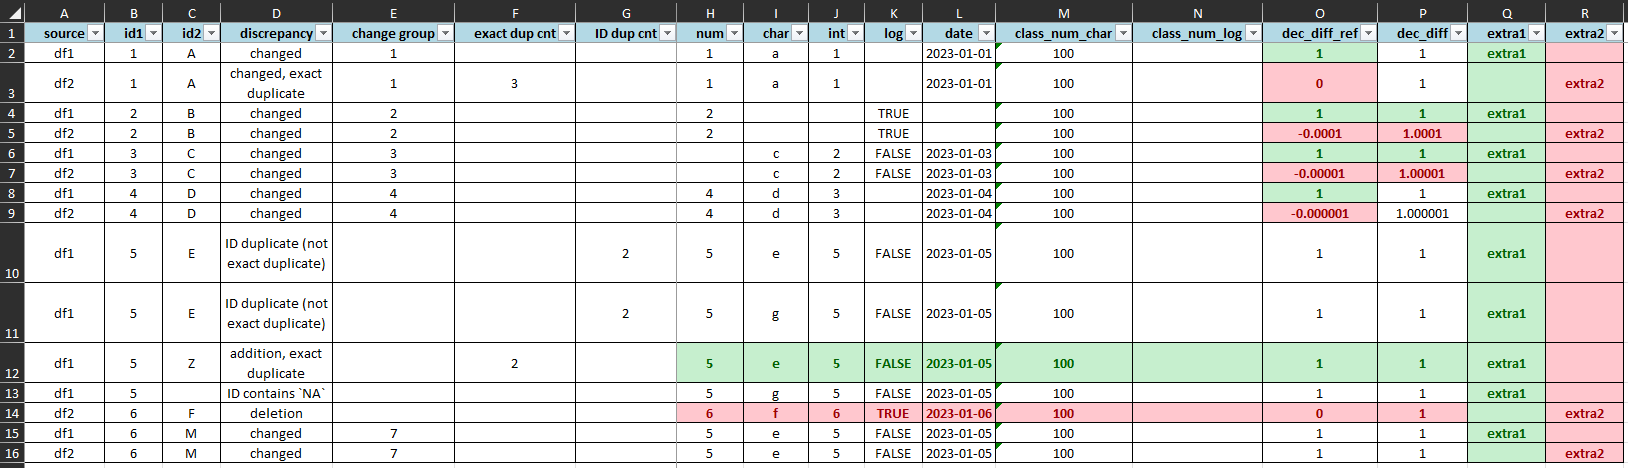 A B C D E F G H I J K L M N O P Q R
1 source id1 id2 discrepancy change group exact dup cnt ID dup cnt num char int log date class_num_char class_num_log dec_diff_ref dec_diff extra1 extra2
2 df1 1 A changed 1 1 a 1 2023-01-01 100 1 1 extra1
changed, exact
3 df2 1 A duplicate 1 3 1 a 1 2023-01-01 100 0 1 extra2
4 df1 2 B changed 2 2 TRUE 100 1 1 extra1
5 df2 2 B changed 2 2 TRUE 100 -0.0001 1.0001 extra2
6 df1 3 C changed 3 c 2 FALSE 2023-01-03 100 1 1 extra1
7 df2 3 C changed 3 c 2 FALSE 2023-01-03 100 -0.00001 1.00001 extra2
8 df1 4 D changed 4 4 d 3 2023-01-04 100 1 1 extra1
9 df2 4 D changed 4 4 d 3 2023-01-04 100 -0.000001 1.000001 extra2
ID duplicate (not
10 df1 5 E exact duplicate) 2 5 e 5 FALSE 2023-01-05 100 1 1 extra1
ID duplicate (not
11 df1 5 E exact duplicate) 2 5 g 5 FALSE 2023-01-05 100 1 1 extra1
addition, exact
12 df1 5 Z duplicate 2 5 e 5 FALSE 2023-01-05 100 1 1 extra1
13 df1 5 ID contains `NA` 5 g 5 FALSE 2023-01-05 100 1 1 extra1
14 df2 6 F deletion 6 f 6 TRUE 2023-01-06 100 0 1 extra2
15 df1 6 M changed 7 5 e 5 FALSE 2023-01-05 100 1 1 extra1
16 df2 6 M changed 7 5 e 5 FALSE 2023-01-05 100 1 1 extra2